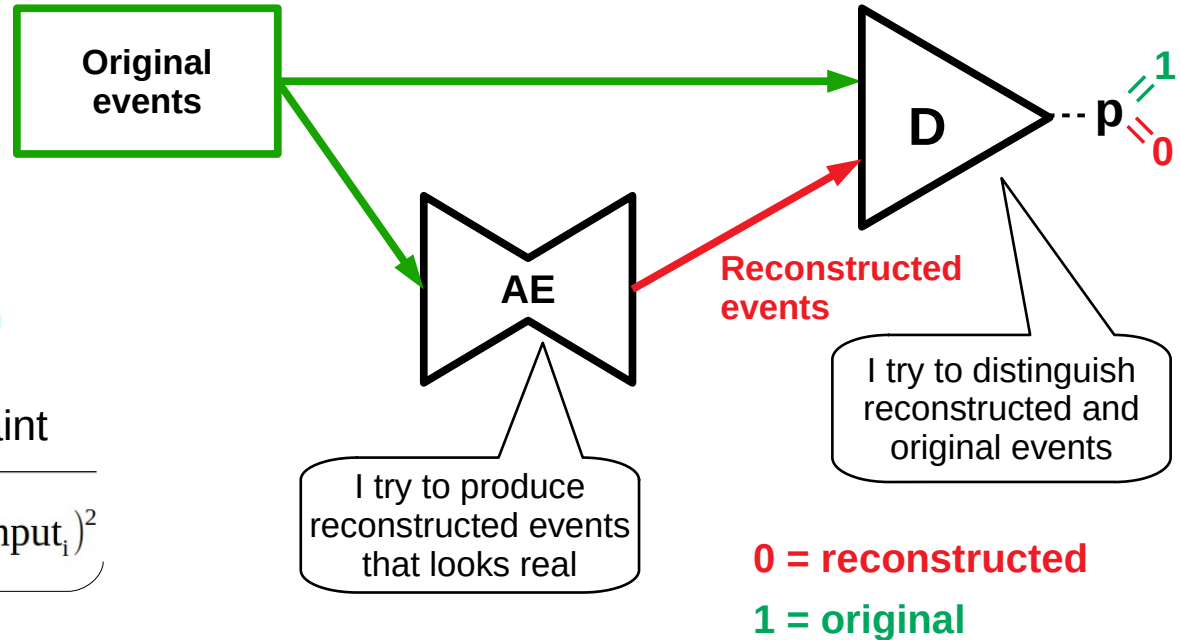 Original
events
D
p
1
0
AE
Reconstructed
events
I try to distinguish
reconstructed and
original events
I try to produce
reconstructed events
that looks real
0 = reconstructed
1 = original